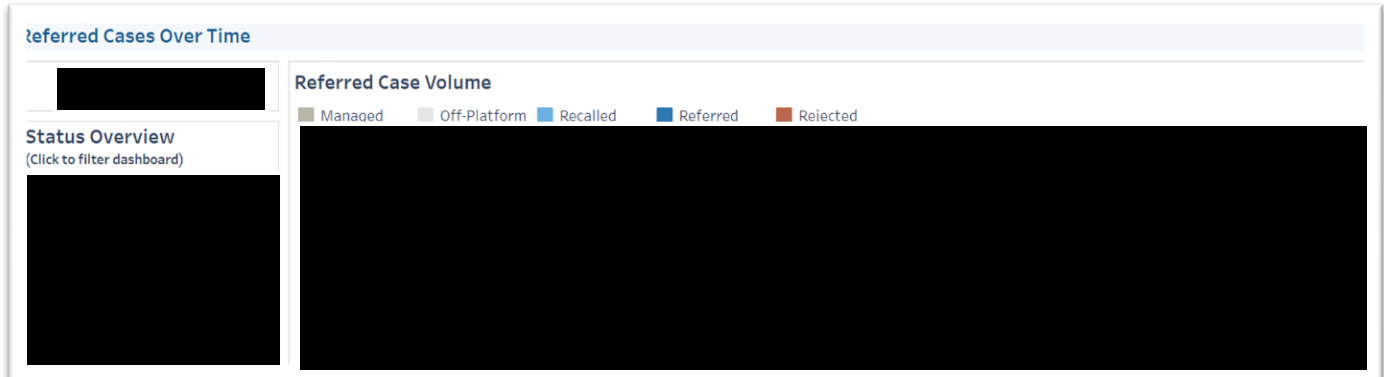 Referred Cases Over Time
Referred Case Volume
Managed Off-Platform Recalled Referred Rejected
Status Overview
(Click to filter dashboard)